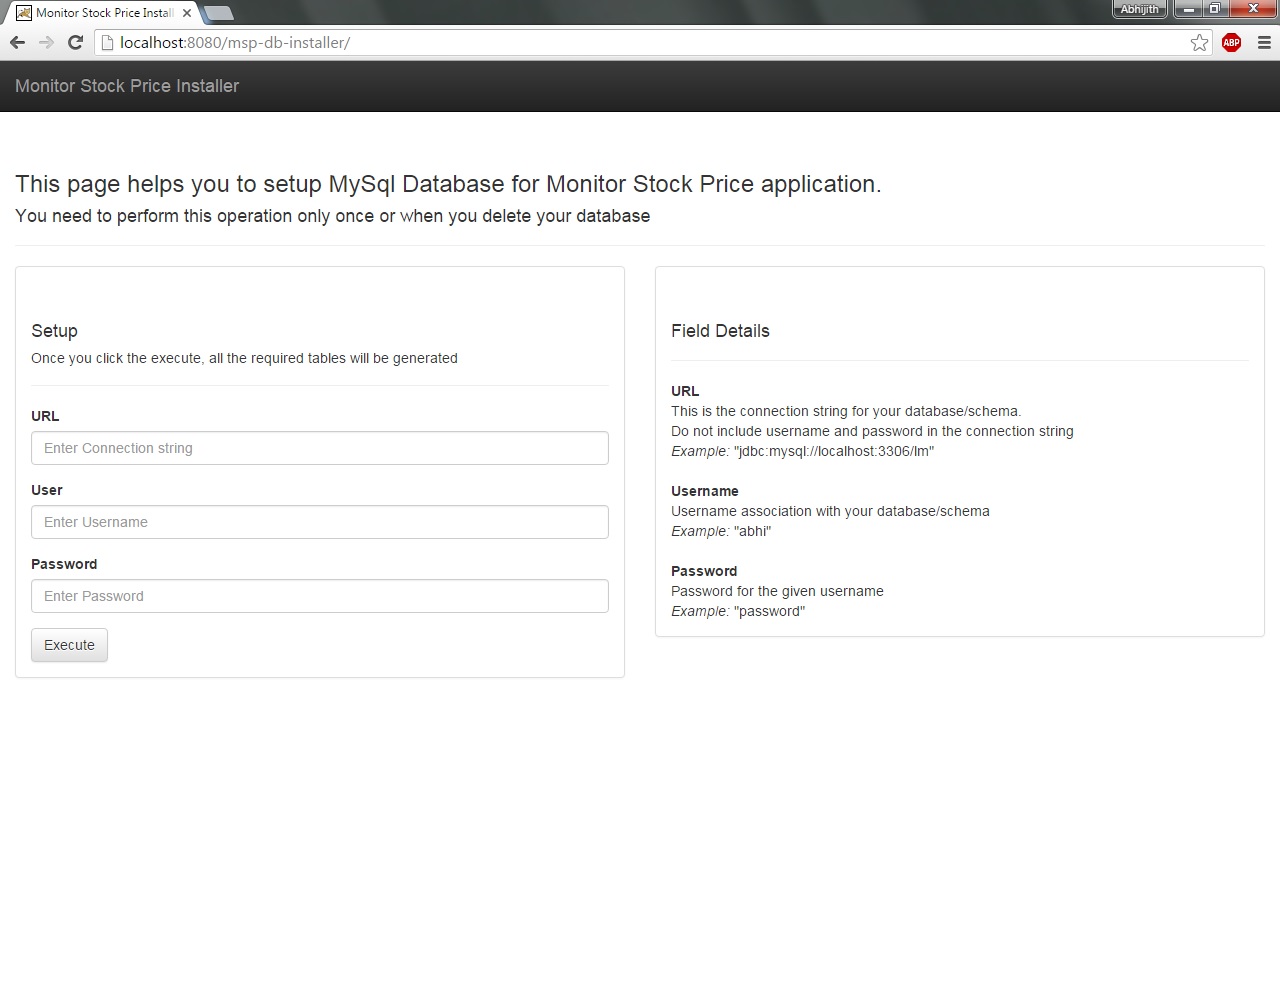 Monitor Stock Price Install
Abhijith
localhost:8080/msp-db-installer/
ABP
Monitor Stock Price Installer
This page helps you to setup MySql Database for Monitor Stock Price application.
You need to perform this operation only once or when you delete your database
Setup
Once you click the execute, all the required tables will be generated
URL
Enter Connection string
User
Enter Username
Password
Enter Password
Execute
Field Details
URL
This is the connection string for your database/schema.
Do not include username and password in the connection string
Example: "jdbc:mysql://localhost:3306/lm"
Username
Username association with your database/schema
Example: "abhi"
Password
Password for the given username
Example: "password"